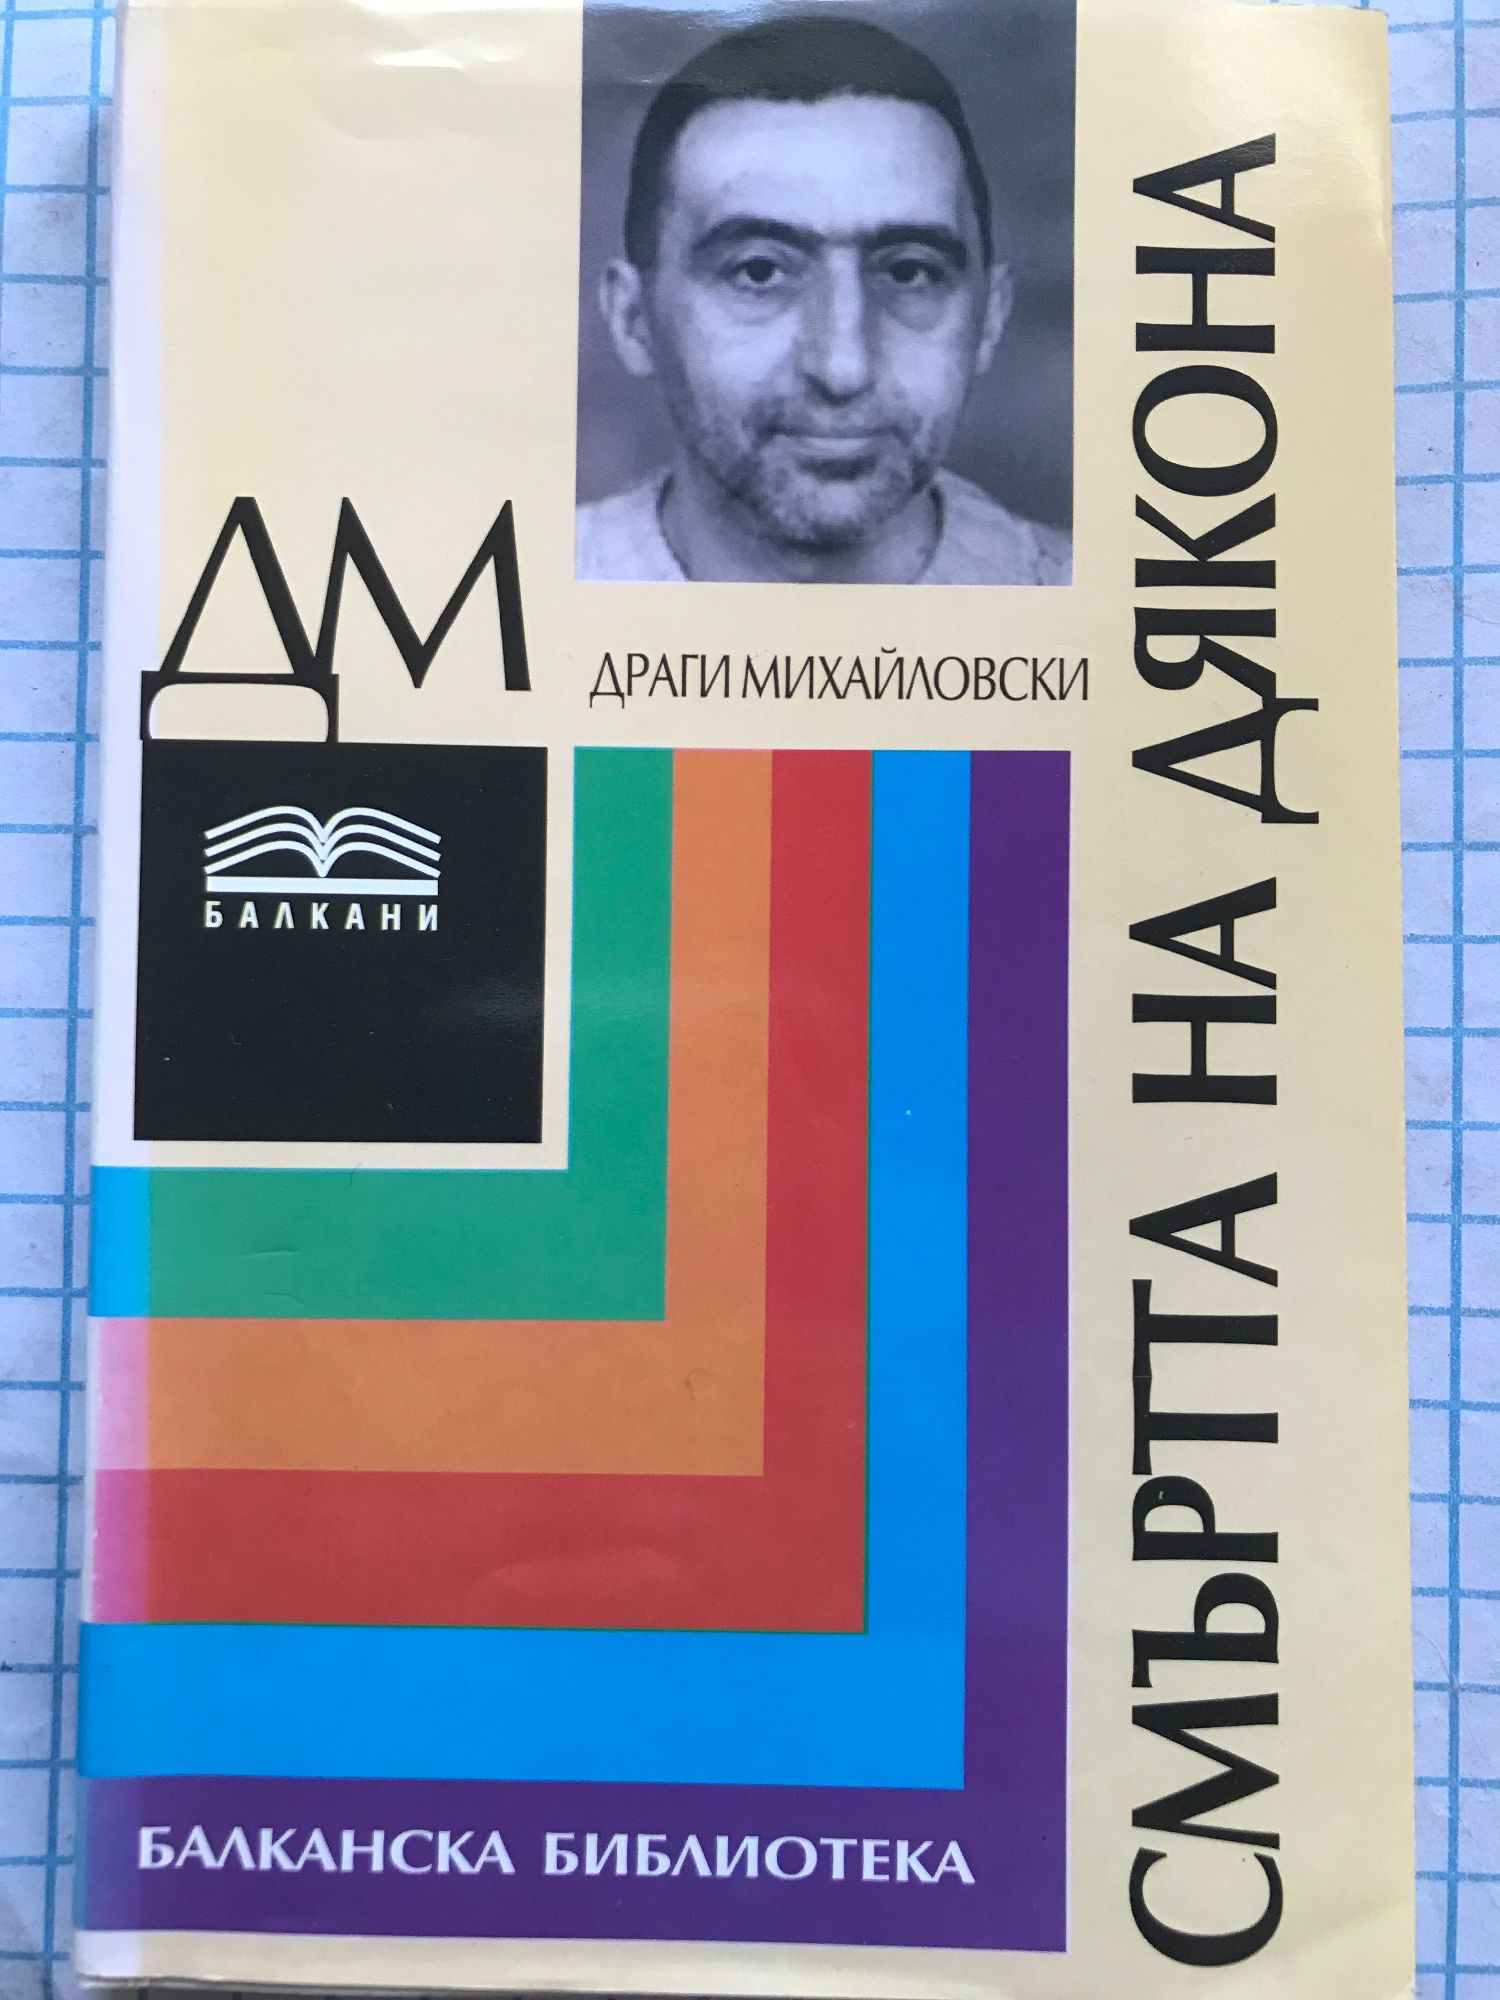 ДМ
ДРАГИ МИХАЙЛОВСКИ
БАЛКАНИ
СМЪРТТА НА ДЯКОНА
БАЛКАНСКА БИБЛИОТЕКА